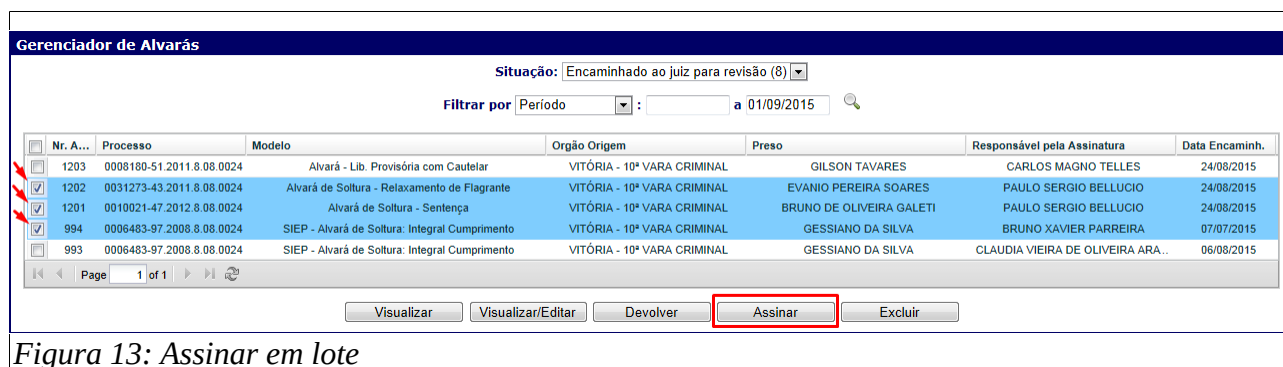 Gerenciador de Alvarás
Situação: Encaminhado ao juiz para revisão (8)
Filtrar por Período : a 01/09/2015
Nr. A... Processo Modelo Orgão Origem Preso Responsável pela Assinatura Data Encaminh.
1203 0008180-51.2011.8.08.0024 Alvará - Lib. Provisória com Cautelar VITÓRIA - 10ª VARA CRIMINAL GILSON TAVARES CARLOS MAGNO TELLES 24/08/2015
1202 0031273-43.2011.8.08.0024 Alvará de Soltura - Relaxamento de Flagrante VITÓRIA - 10ª VARA CRIMINAL EVANIO PEREIRA SOARES PAULO SERGIO BELLUCIO 24/08/2015
1201 0010021-47.2012.8.08.0024 Alvará de Soltura - Sentença VITÓRIA - 10ª VARA CRIMINAL BRUNO DE OLIVEIRA GALETI PAULO SERGIO BELLUCIO 24/08/2015
994 0006483-97.2008.8.08.0024 SIEP - Alvará de Soltura: Integral Cumprimento VITÓRIA - 10ª VARA CRIMINAL GESSIANO DA SILVA BRUNO XAVIER PARREIRA 07/07/2015
993 0006483-97.2008.8.08.0024 SIEP - Alvará de Soltura: Integral Cumprimento VITÓRIA - 10ª VARA CRIMINAL GESSIANO DA SILVA CLAUDIA VIEIRA DE OLIVEIRA ARA... 06/08/2015
Page 1 of 1
Visualizar Visualizar/Editar Devolver Assinar Excluir
Figura 13: Assinar em lote